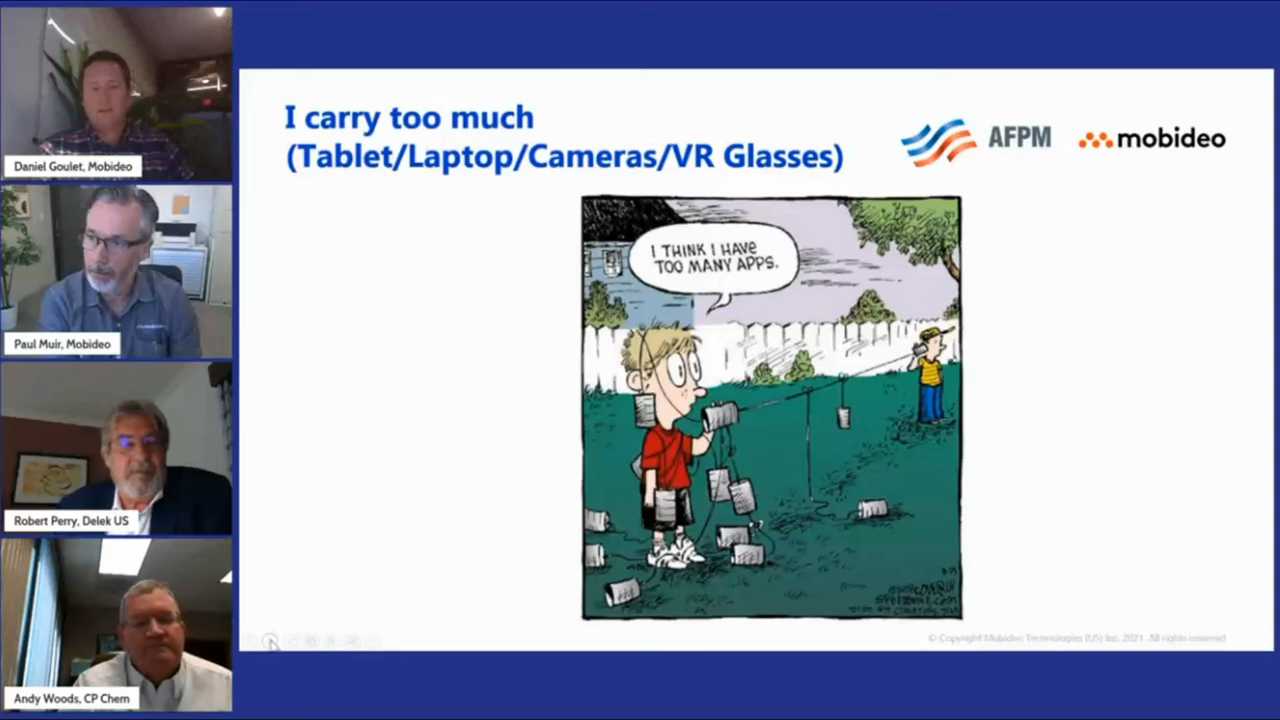 Daniel Goulet, Mobideo
Paul Muir, Mobideo
Robert Perry, Delek US
Andy Woods, CP Chem
I carry too much
(Tablet/Laptop/Cameras/VR Glasses)
AFPM
mobideo
I THINK I HAVE
TOO MANY APPS.
© Copyright Mobideo Technologies (US) Inc. 2021. All rights reserved